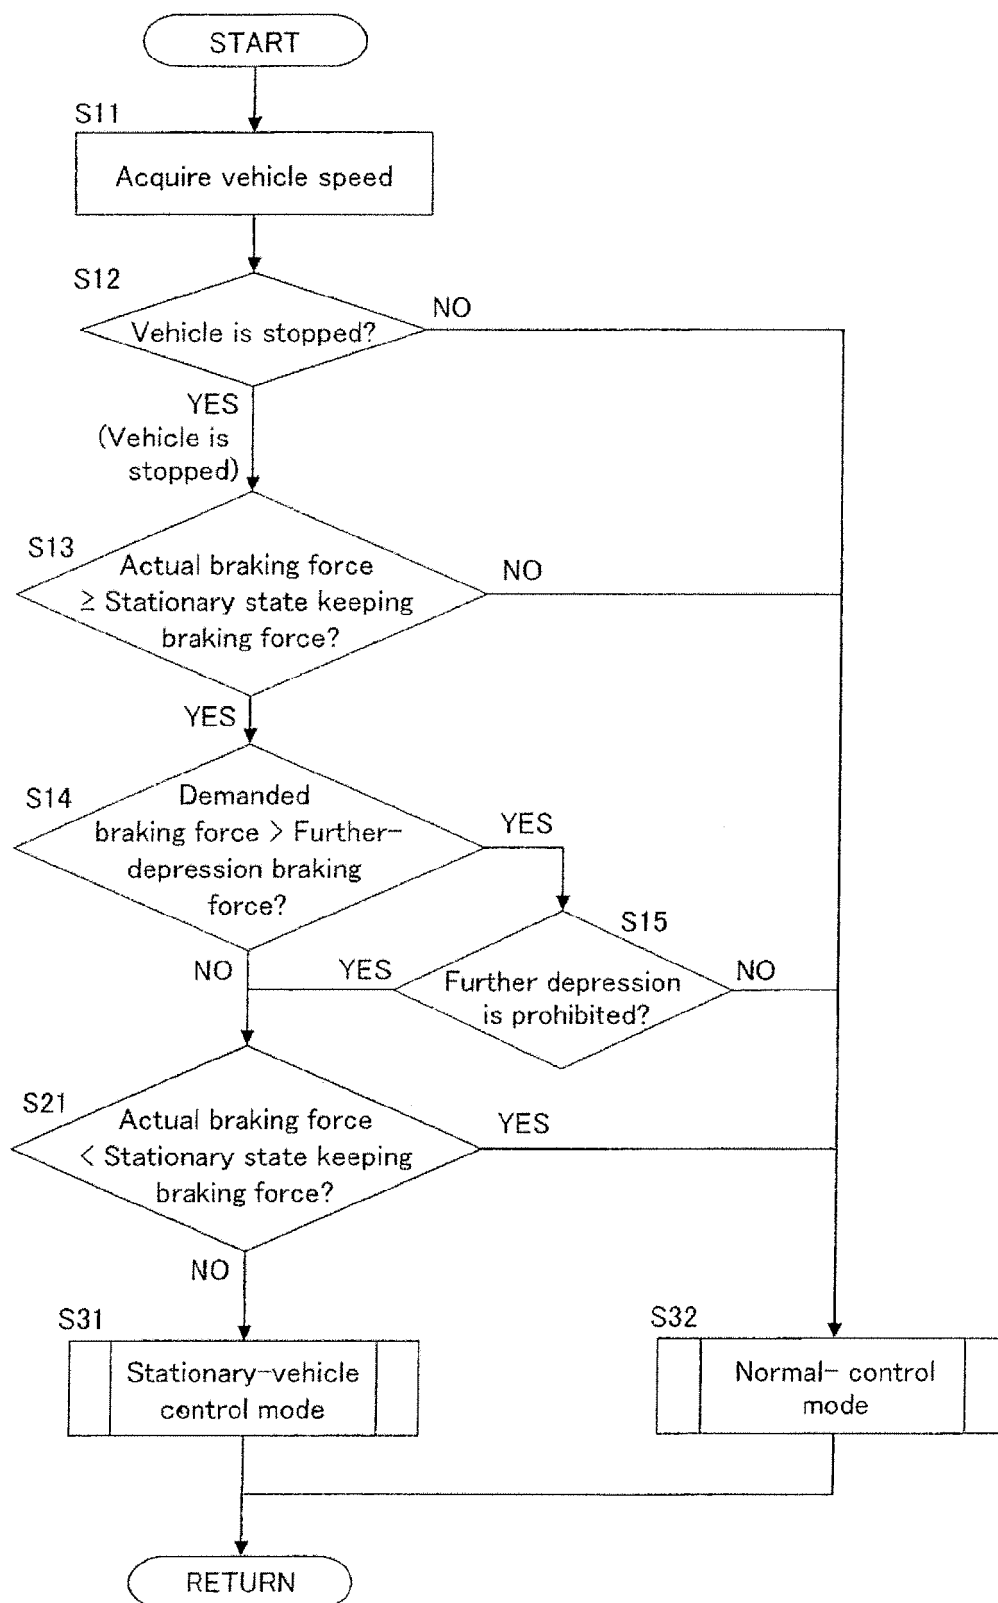 START
S11
Acquire vehicle speed
S12
Vehicle is stopped?
NO
YES
(Vehicle is
stopped)
S13
Actual braking force
≥ Stationary state keeping
braking force?
NO
YES
S14
Demanded
braking force > Further-
depression braking
force?
YES
S15
Further depression
is prohibited?
YES
NO
NO
S21
Actual braking force
< Stationary state keeping
braking force?
YES
NO
S31
Stationary-vehicle
control mode
S32
Normal- control
mode
RETURN